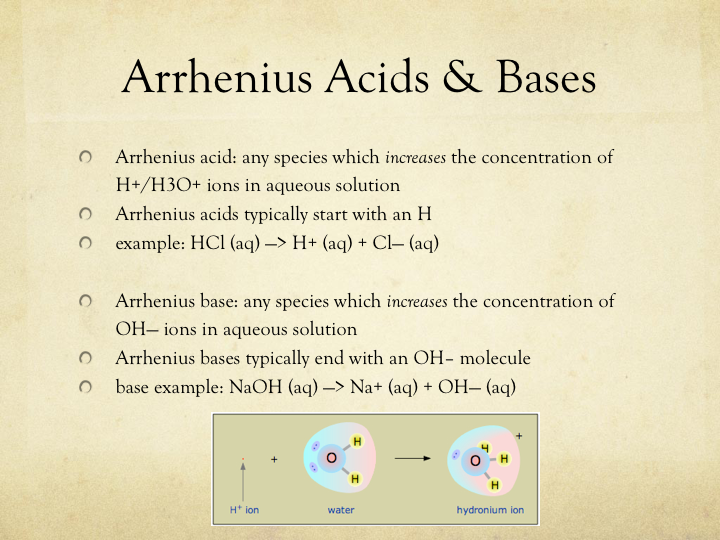 Arrhenius Acids & Bases
Arrhenius acid: any species which increases the concentration of
H+/H3O+ ions in aqueous solution
Arrhenius acids typically start with an H
example: HCl (aq) —> H+ (aq) + Cl— (aq)
Arrhenius base: any species which increases the concentration of
OH— ions in aqueous solution
Arrhenius bases typically end with an OH– molecule
base example: NaOH (aq) —> Na+ (aq) + OH— (aq)
+
H
O
H
H
O
H
H
+
H⁺ ion
water
hydronium ion